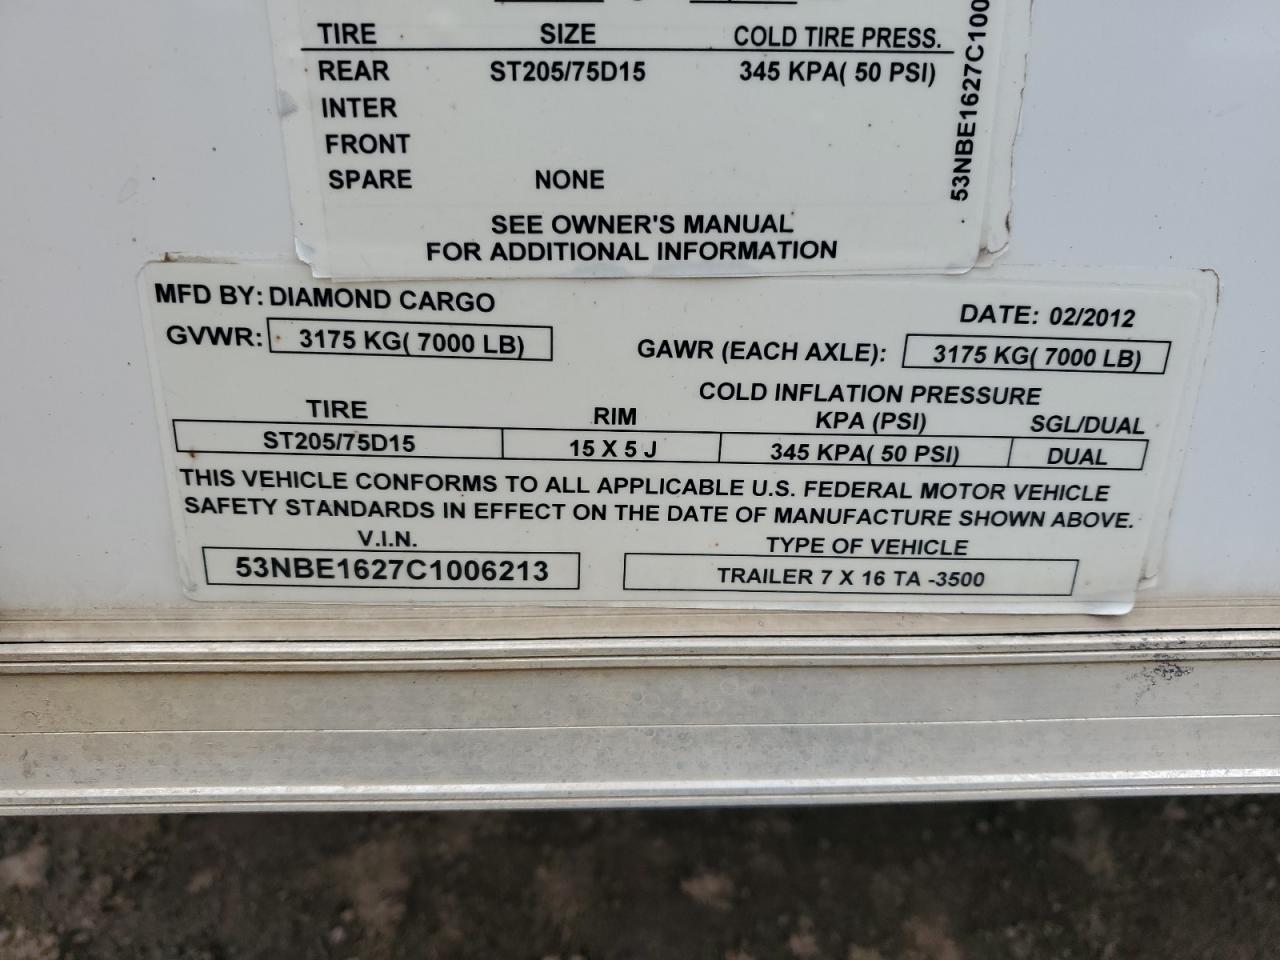 TIRE SIZE COLD TIRE PRESS.
REAR ST205/75D15 345 KPA( 50 PSI)
INTER
FRONT
SPARE NONE
SEE OWNER'S MANUAL
FOR ADDITIONAL INFORMATION
53NBE1627C100
MFD BY: DIAMOND CARGO DATE: 02/2012
GVWR: 3175 KG( 7000 LB) GAWR (EACH AXLE): 3175 KG( 7000 LB)
COLD INFLATION PRESSURE
TIRE RIM KPA (PSI) SGL/DUAL
ST205/75D15 15 X 5 J 345 KPA( 50 PSI) DUAL
THIS VEHICLE CONFORMS TO ALL APPLICABLE U.S. FEDERAL MOTOR VEHICLE
SAFETY STANDARDS IN EFFECT ON THE DATE OF MANUFACTURE SHOWN ABOVE.
V.I.N. TYPE OF VEHICLE
53NBE1627C1006213 TRAILER 7 X 16 TA -3500